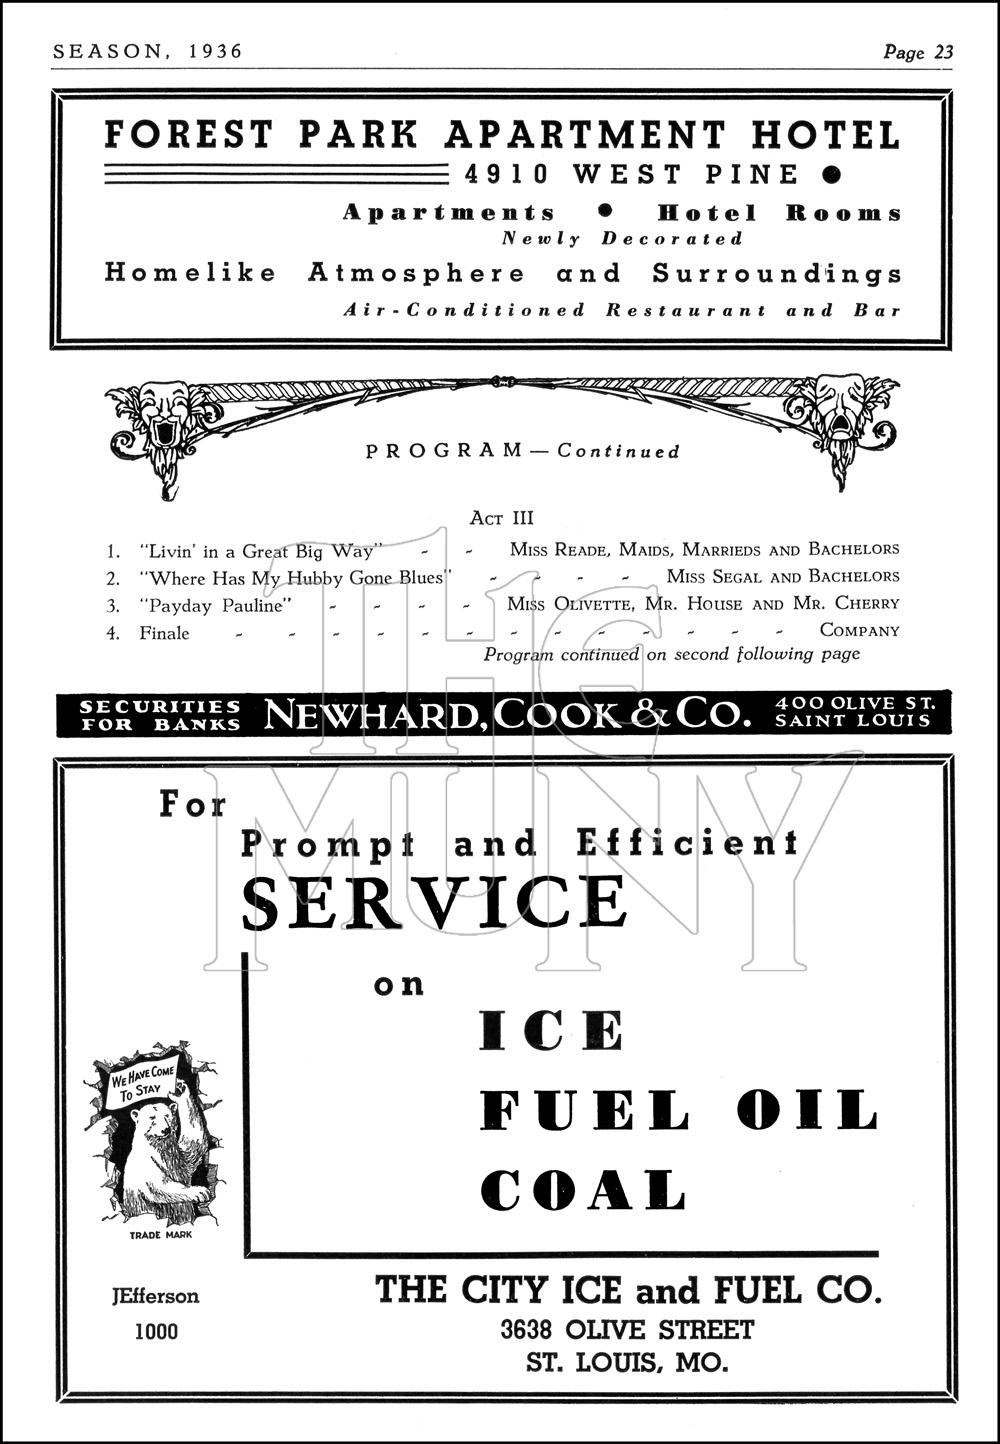 SEASON, 1936
Page 23
FOREST PARK APARTMENT HOTEL
4910 WEST PINE ●
Apartments ● Hotel Rooms
Newly Decorated
Homelike Atmosphere and Surroundings
Air-Conditioned Restaurant and Bar
PROGRAM—Continued
ACT III
1. "Livin' in a Great Big Way" - - MISS READE, MAIDS, MARRIEDS AND BACHELORS
2. "Where Has My Hubby Gone Blues" - - - - MISS SEGAL AND BACHELORS
3. "Payday Pauline" - - - - MISS OLIVETTE, MR. HOUSE AND MR. CHERRY
4. Finale - - - - - - - - - - - - - COMPANY
Program continued on second following page
SECURITIES
FOR BANKS
NEWHARD, COOK & CO.
400 OLIVE ST.
SAINT LOUIS
THE
MUNY
For
Prompt and Efficient
SERVICE
on
ICE
FUEL OIL
COAL
WE HAVE COME
TO STAY
TRADE MARK
JEfferson
1000
THE CITY ICE and FUEL CO.
3638 OLIVE STREET
ST. LOUIS, MO.